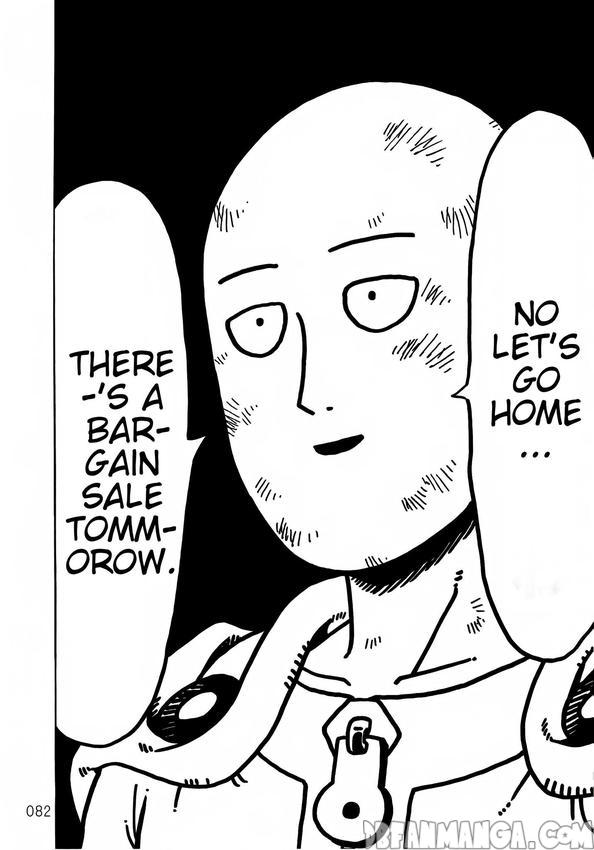 NO
LET'S
GO
HOME
...
THERE
-'S A
BAR-
GAIN
SALE
TOMM-
OROW.
082
DBFANMANGA.COM